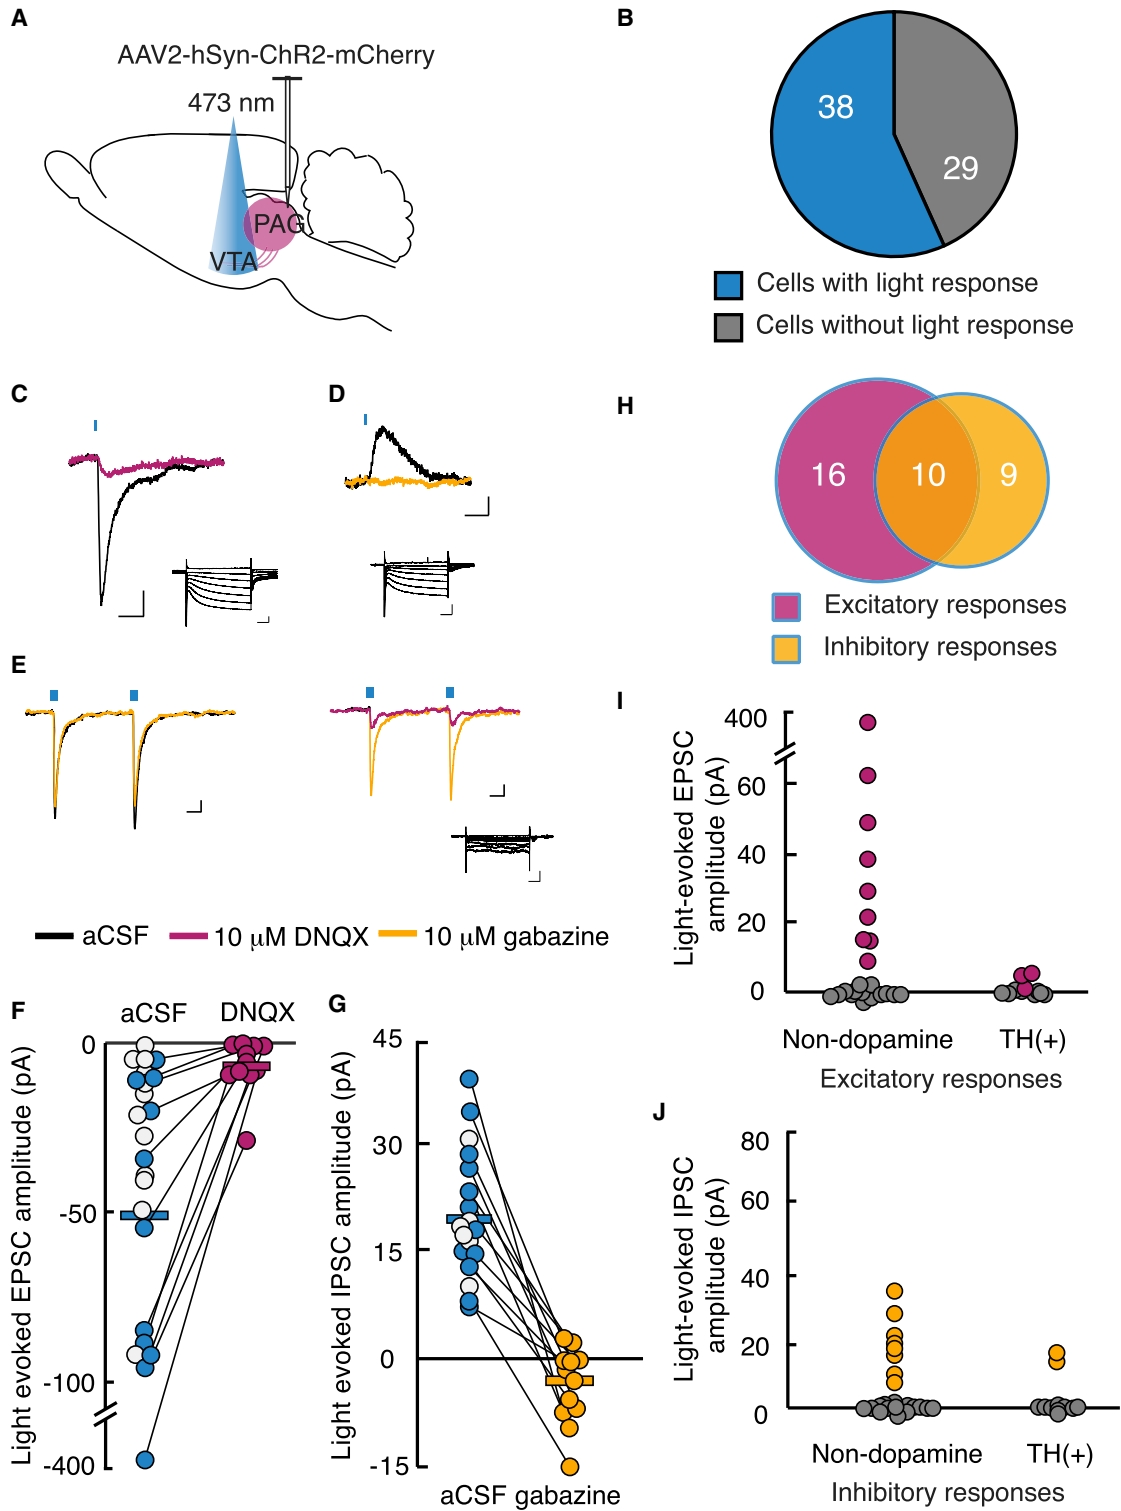 A
AAV2-hSyn-ChR2-mCherry
473 nm
PAG
VTA
B
38
29
Cells with light response
Cells without light response
C
D
H
16
10
9
Excitatory responses
Inhibitory responses
E
aCSF
10 μM DNQX
10 μM gabazine
F
aCSF
DNQX
Light evoked EPSC amplitude (pA)
0
-50
-100
-400
G
Light evoked IPSC amplitude (pA)
45
30
15
0
-15
aCSF gabazine
I
Light-evoked EPSC
amplitude (pA)
400
60
40
20
0
Non-dopamine
TH(+)
Excitatory responses
J
Light-evoked IPSC
amplitude (pA)
80
60
40
20
0
Non-dopamine
TH(+)
Inhibitory responses